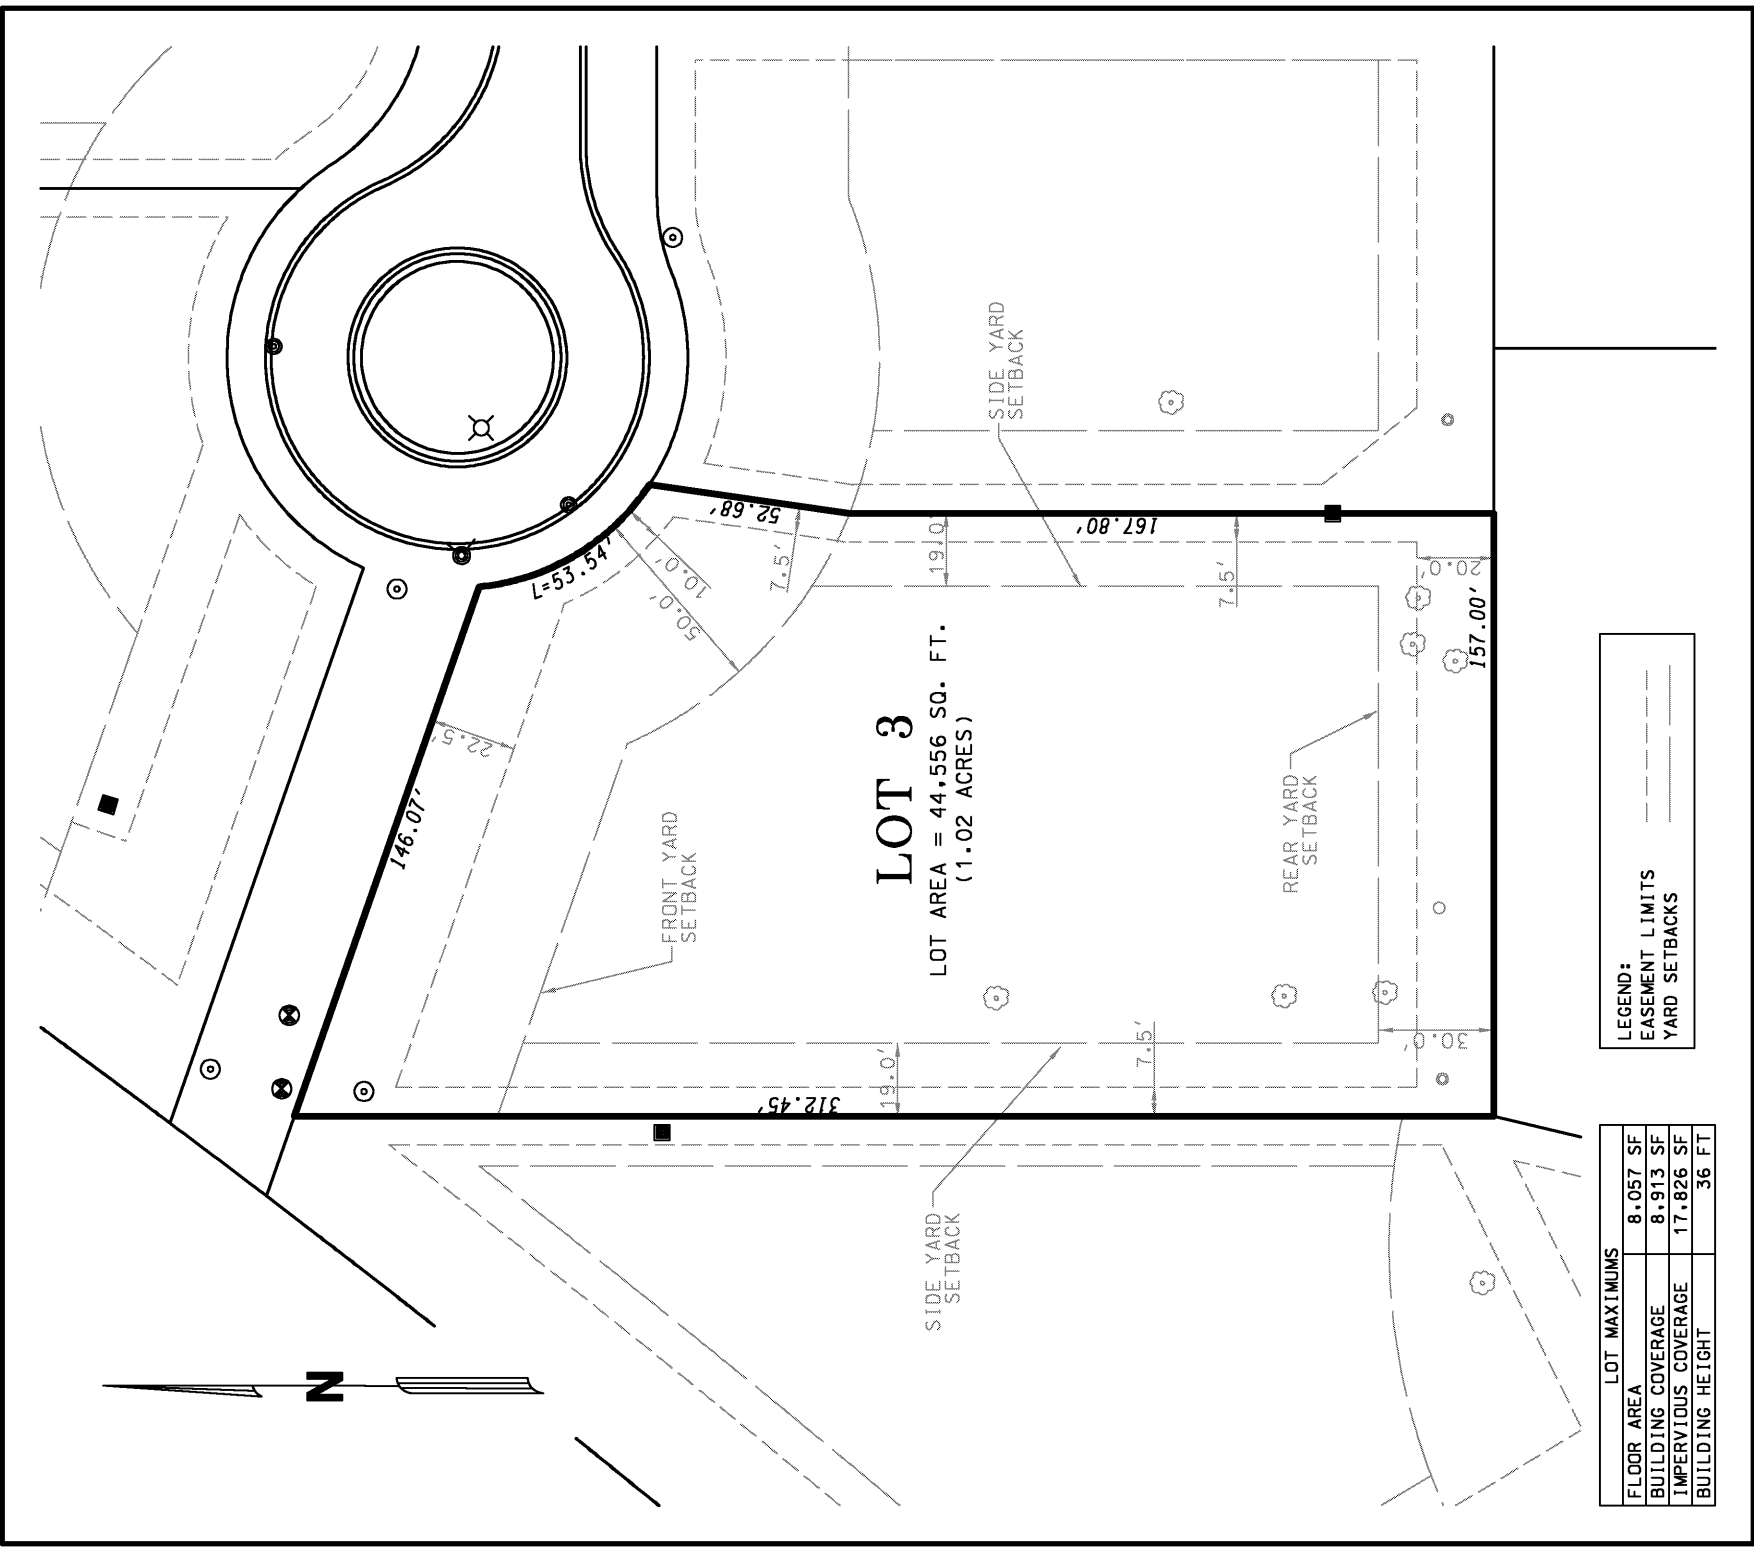 L=53.54'
52.68'
10.0'
50.0'
7.5'
19.0'
SIDE YARD
SETBACK
167.80'
7.5'
20.0'
157.00'
22.5'
146.07'
LOT 3
LOT AREA = 44,556 SQ. FT.
(1.02 ACRES)
FRONT YARD
SETBACK
REAR YARD
SETBACK
312.45'
19.0'
7.5'
30.0'
SIDE YARD
SETBACK
N
LEGEND:
EASEMENT LIMITS
YARD SETBACKS
LOT MAXIMUMS
FLOOR AREA 8,057 SF
BUILDING COVERAGE 8,913 SF
IMPERVIOUS COVERAGE 17,826 SF
BUILDING HEIGHT 36 FT